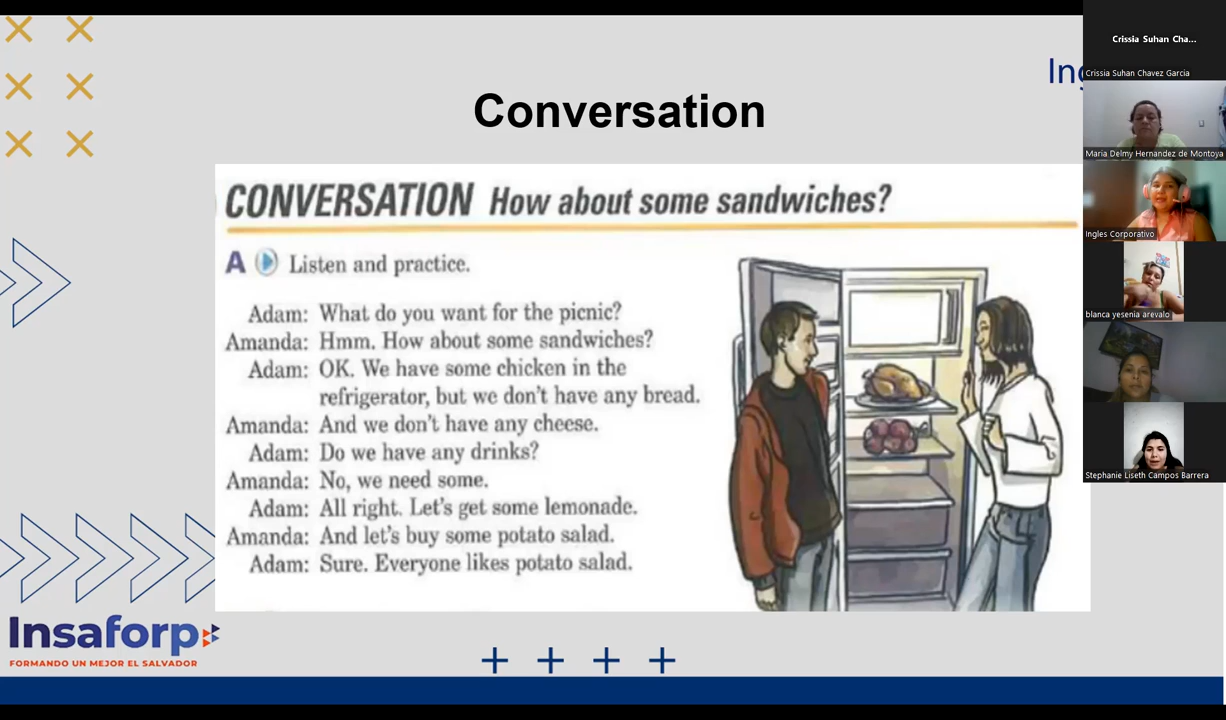 Conversation
CONVERSATION How about some sandwiches?
A Listen and practice.
Adam: What do you want for the picnic?
Amanda: Hmm. How about some sandwiches?
Adam: OK. We have some chicken in the
refrigerator, but we don't have any bread.
Amanda: And we don't have any cheese.
Adam: Do we have any drinks?
Amanda: No, we need some.
Adam: All right. Let's get some lemonade.
Amanda: And let's buy some potato salad.
Adam: Sure. Everyone likes potato salad.
Insaforp
FORMANDO UN MEJOR EL SALVADOR
Ing
Crissia Suhan Cha...
Crissia Suhan Chavez Garcia
Maria Delmy Hernandez de Montoya
Ingles Corporativo
blanca yesenia arevalo
Stephanie Liseth Campos Barrera